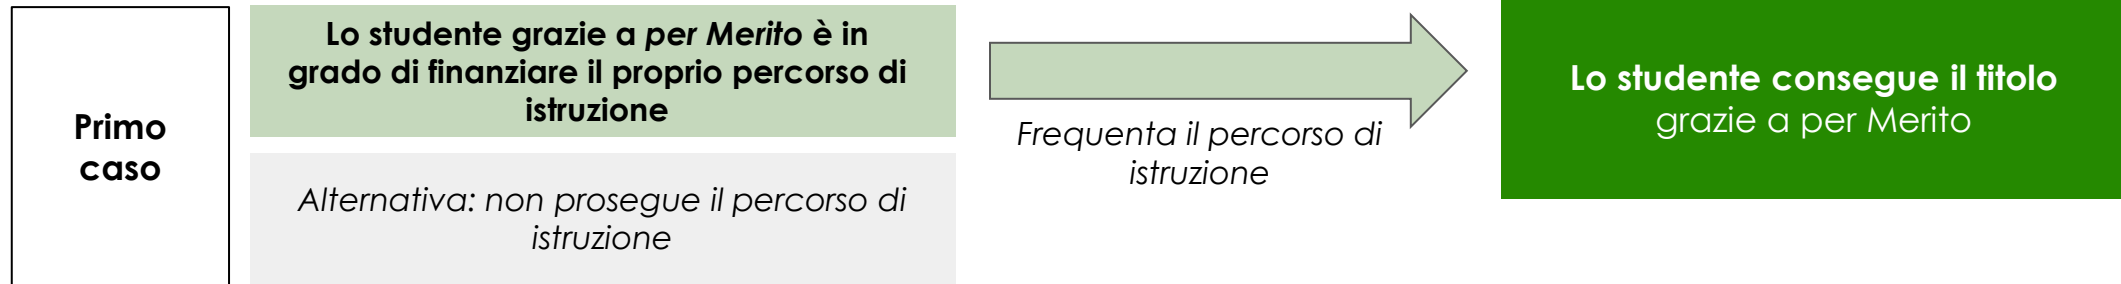 Primo
caso
Lo studente grazie a per Merito è in
grado di finanziare il proprio percorso di
istruzione
Alternativa: non prosegue il percorso di
istruzione
Frequenta il percorso di
istruzione
Lo studente consegue il titolo
grazie a per Merito